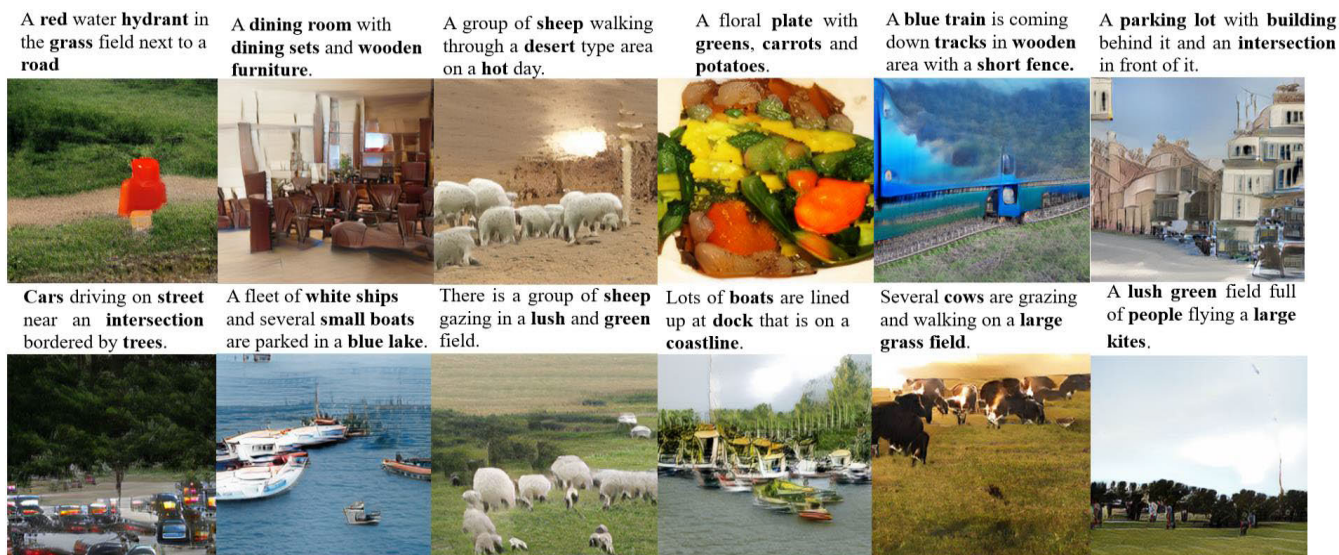 A red water hydrant in
the grass field next to a
road
A dining room with
dining sets and wooden
furniture.
A group of sheep walking
through a desert type area
on a hot day.
A floral plate with
greens, carrots and
potatoes.
A blue train is coming
down tracks in wooden
area with a short fence.
A parking lot with building
behind it and an intersection
in front of it.
Cars driving on street
near an intersection
bordered by trees.
A fleet of white ships
and several small boats
are parked in a blue lake.
There is a group of sheep
gazing in a lush and green
field.
Lots of boats are lined
up at dock that is on a
coastline.
Several cows are grazing
and walking on a large
grass field.
A lush green field full
of people flying a large
kites.